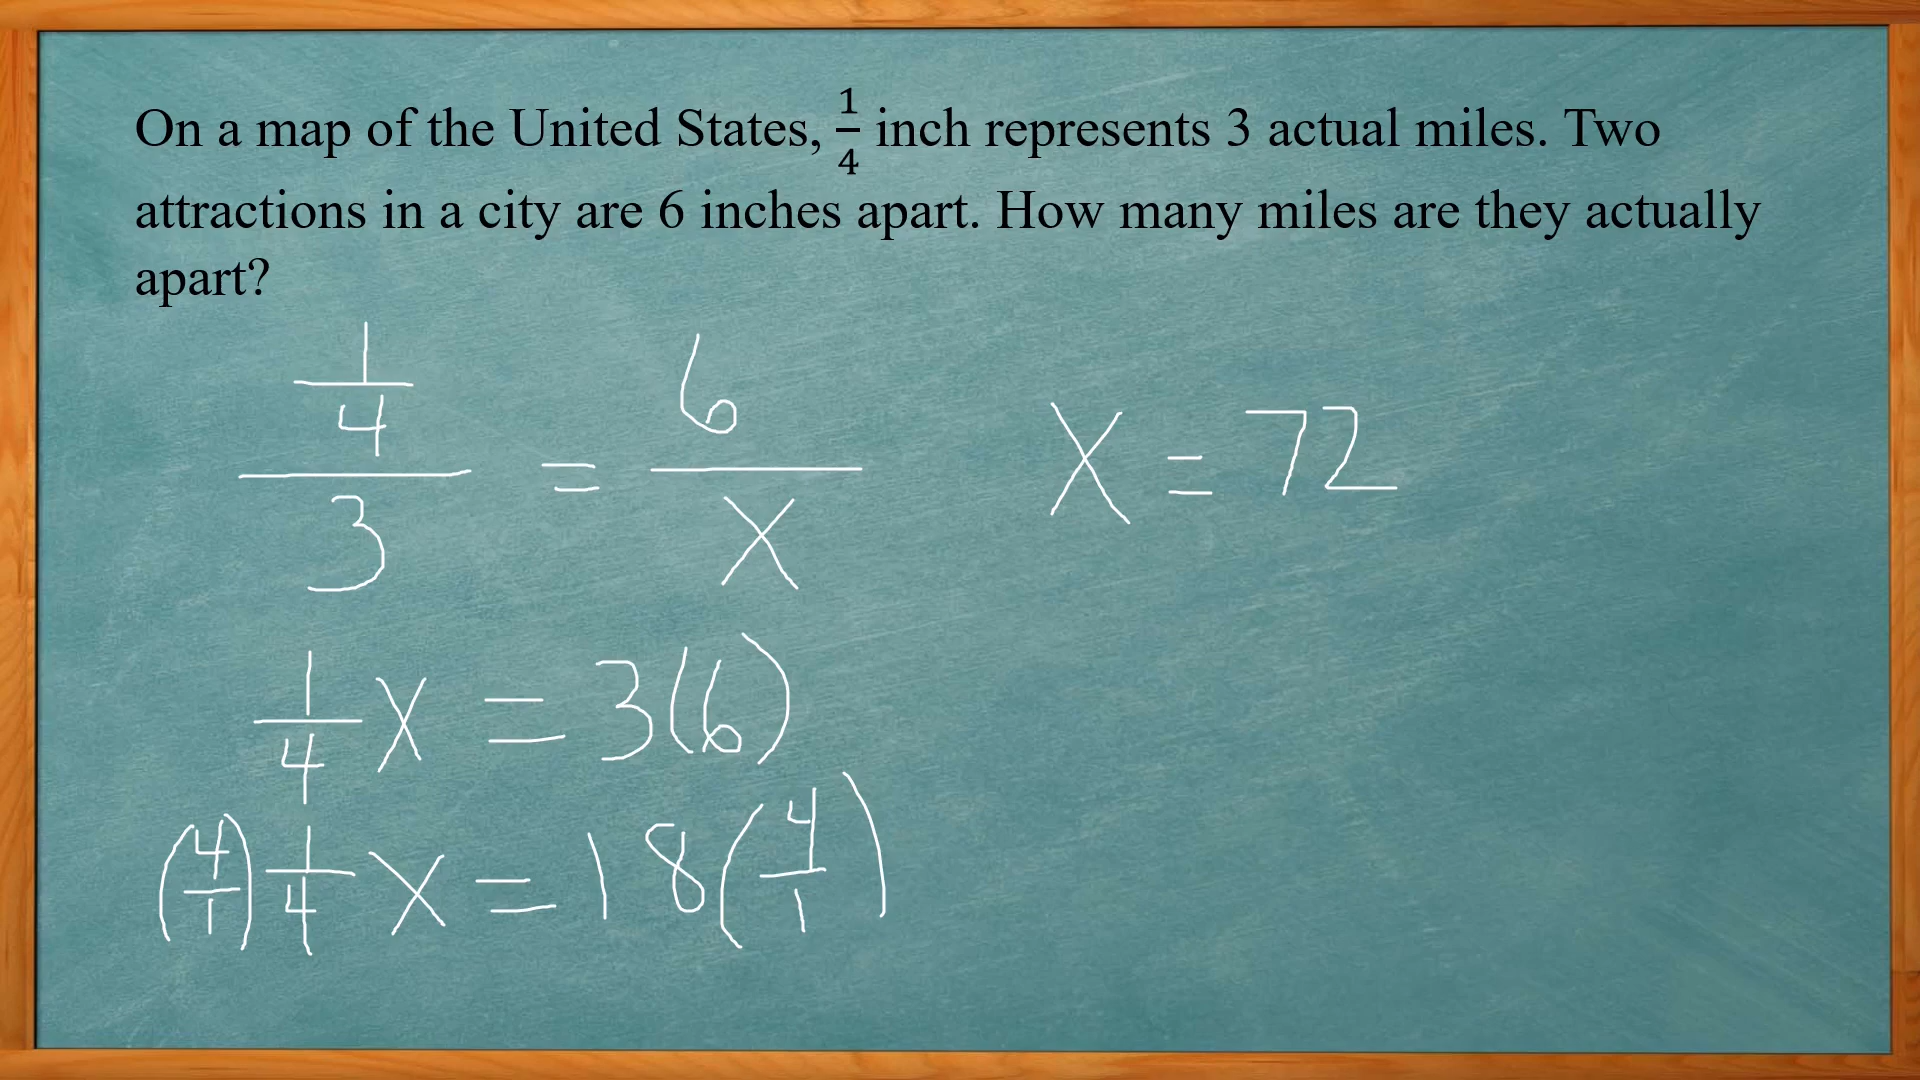 On a map of the United States, 1/4 inch represents 3 actual miles. Two
attractions in a city are 6 inches apart. How many miles are they actually
apart?
(1/4)/3 = 6/X
X = 72
1/4 X = 3(6)
(4/1) 1/4 X = 18(4/1)